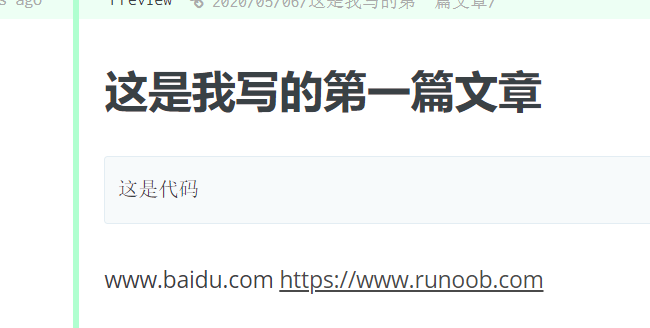 s ago
Preview 2020/05/06/这是我写的第一篇文章/
这是我写的第一篇文章
这是代码
www.baidu.com https://www.runoob.com